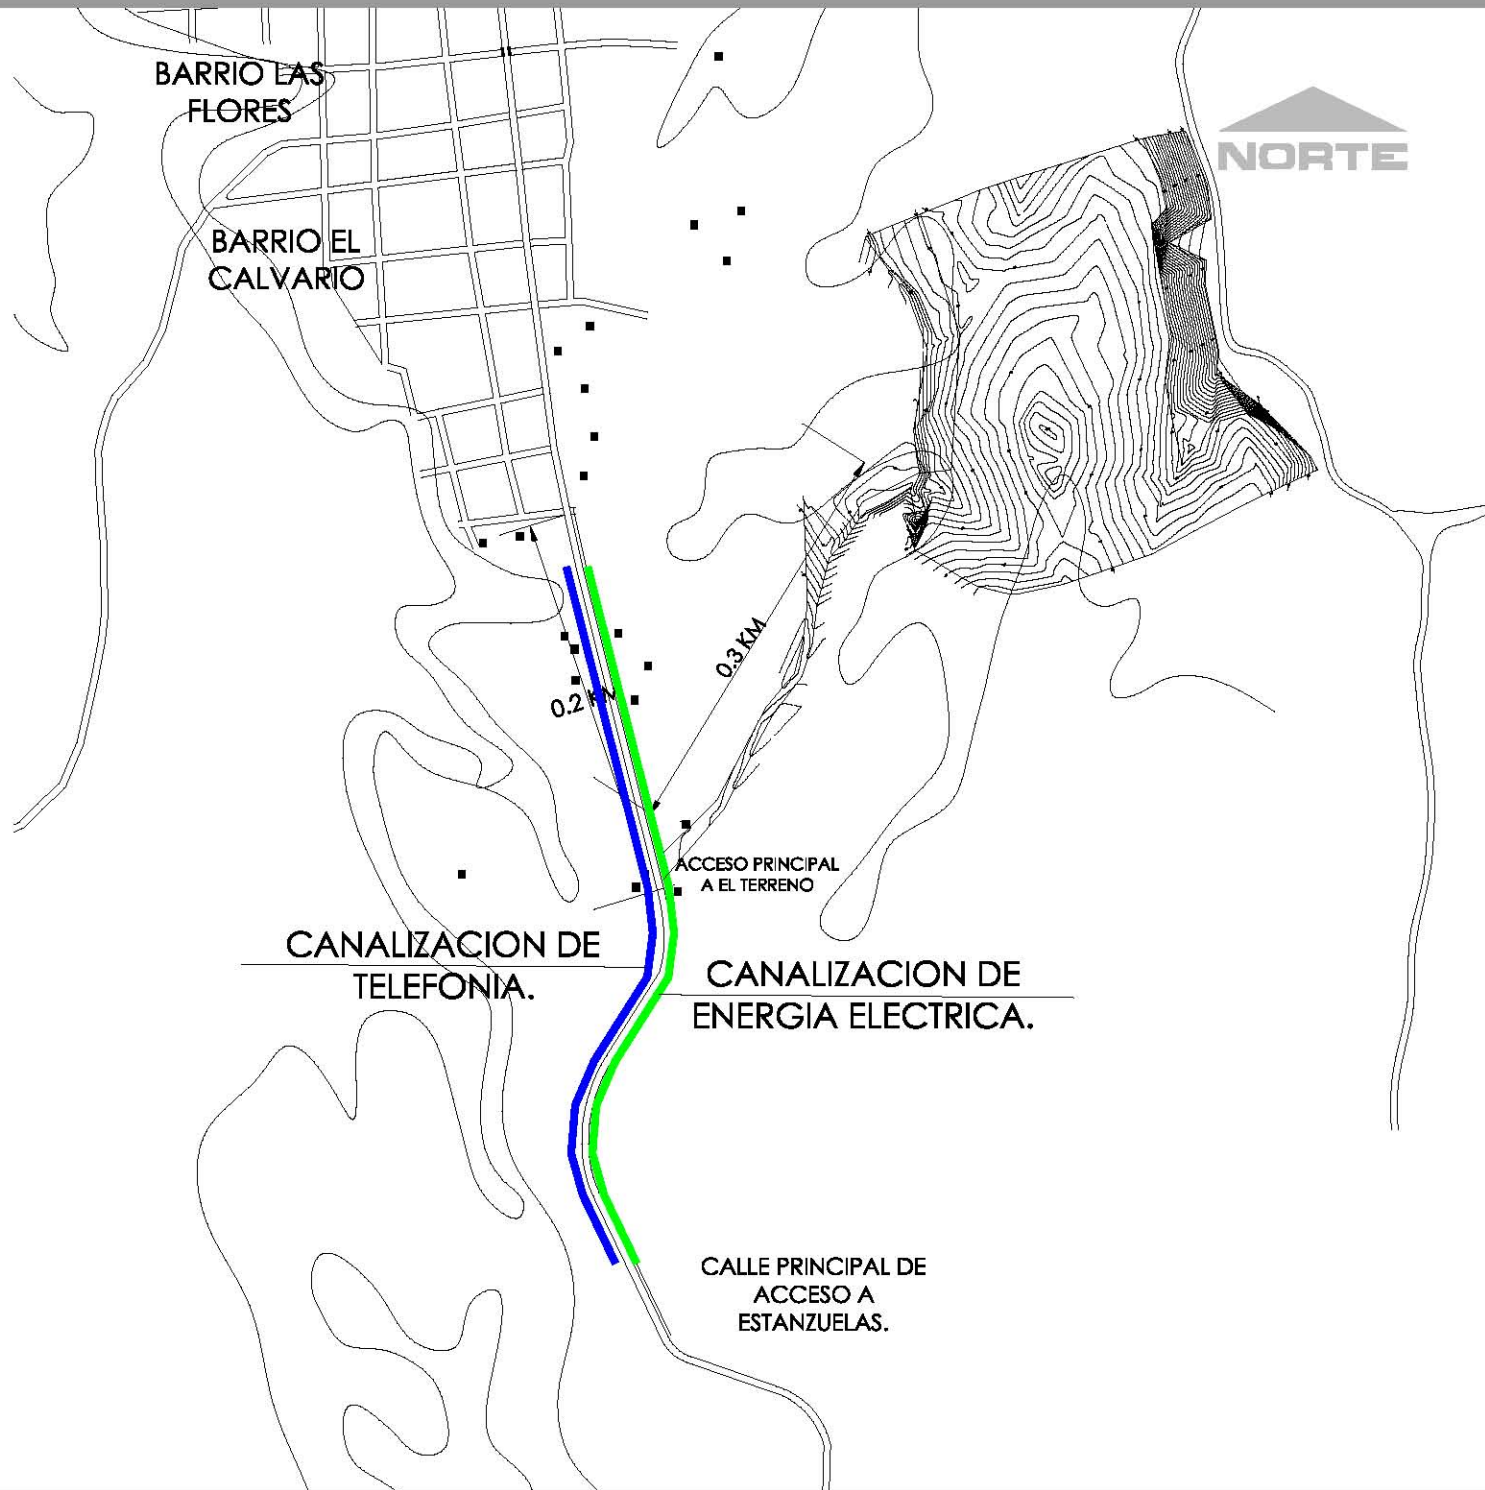 BARRIO LAS
FLORES
NORTE
BARRIO EL
CALVARIO
0.3 KM
0.2 KM
ACCESO PRINCIPAL
A EL TERRENO
CANALIZACION DE
TELEFONIA.
CANALIZACION DE
ENERGIA ELECTRICA.
CALLE PRINCIPAL DE
ACCESO A
ESTANZUELAS.